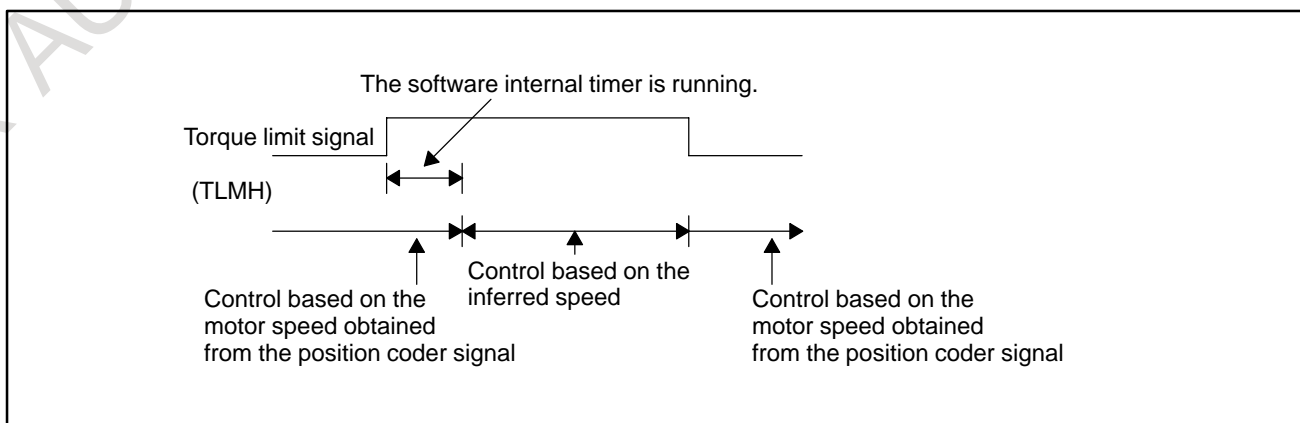 AU
The software internal timer is running.
Torque limit signal
(TLMH)
Control based on the
motor speed obtained
from the position coder signal
Control based on the
inferred speed
Control based on the
motor speed obtained
from the position coder signal